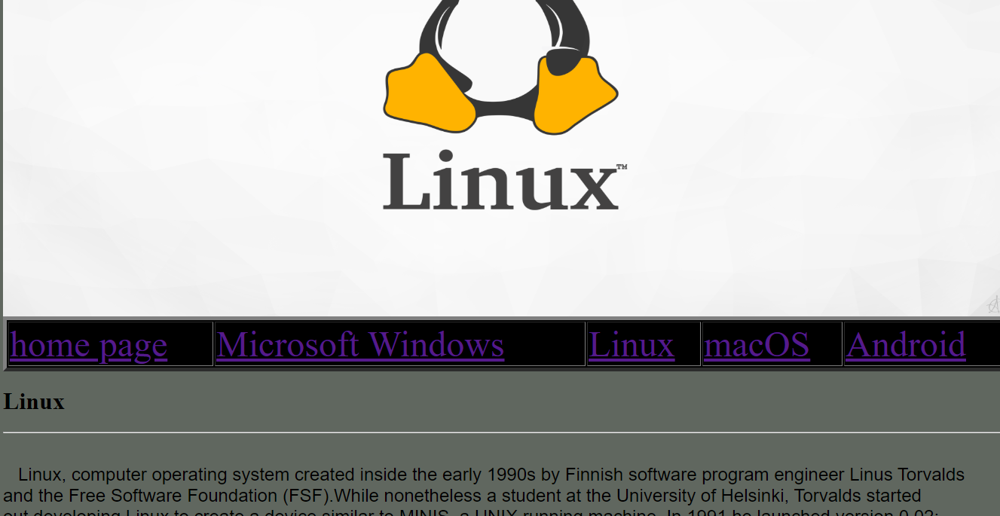 Linux™
home page Microsoft Windows Linux macOS Android
Linux
Linux, computer operating system created inside the early 1990s by Finnish software program engineer Linus Torvalds
and the Free Software Foundation (FSF).While nonetheless a student at the University of Helsinki, Torvalds started
out developing Linux to create a device similar to MINIS, a UNIX running machine. In 1991 he launched version 0.02;